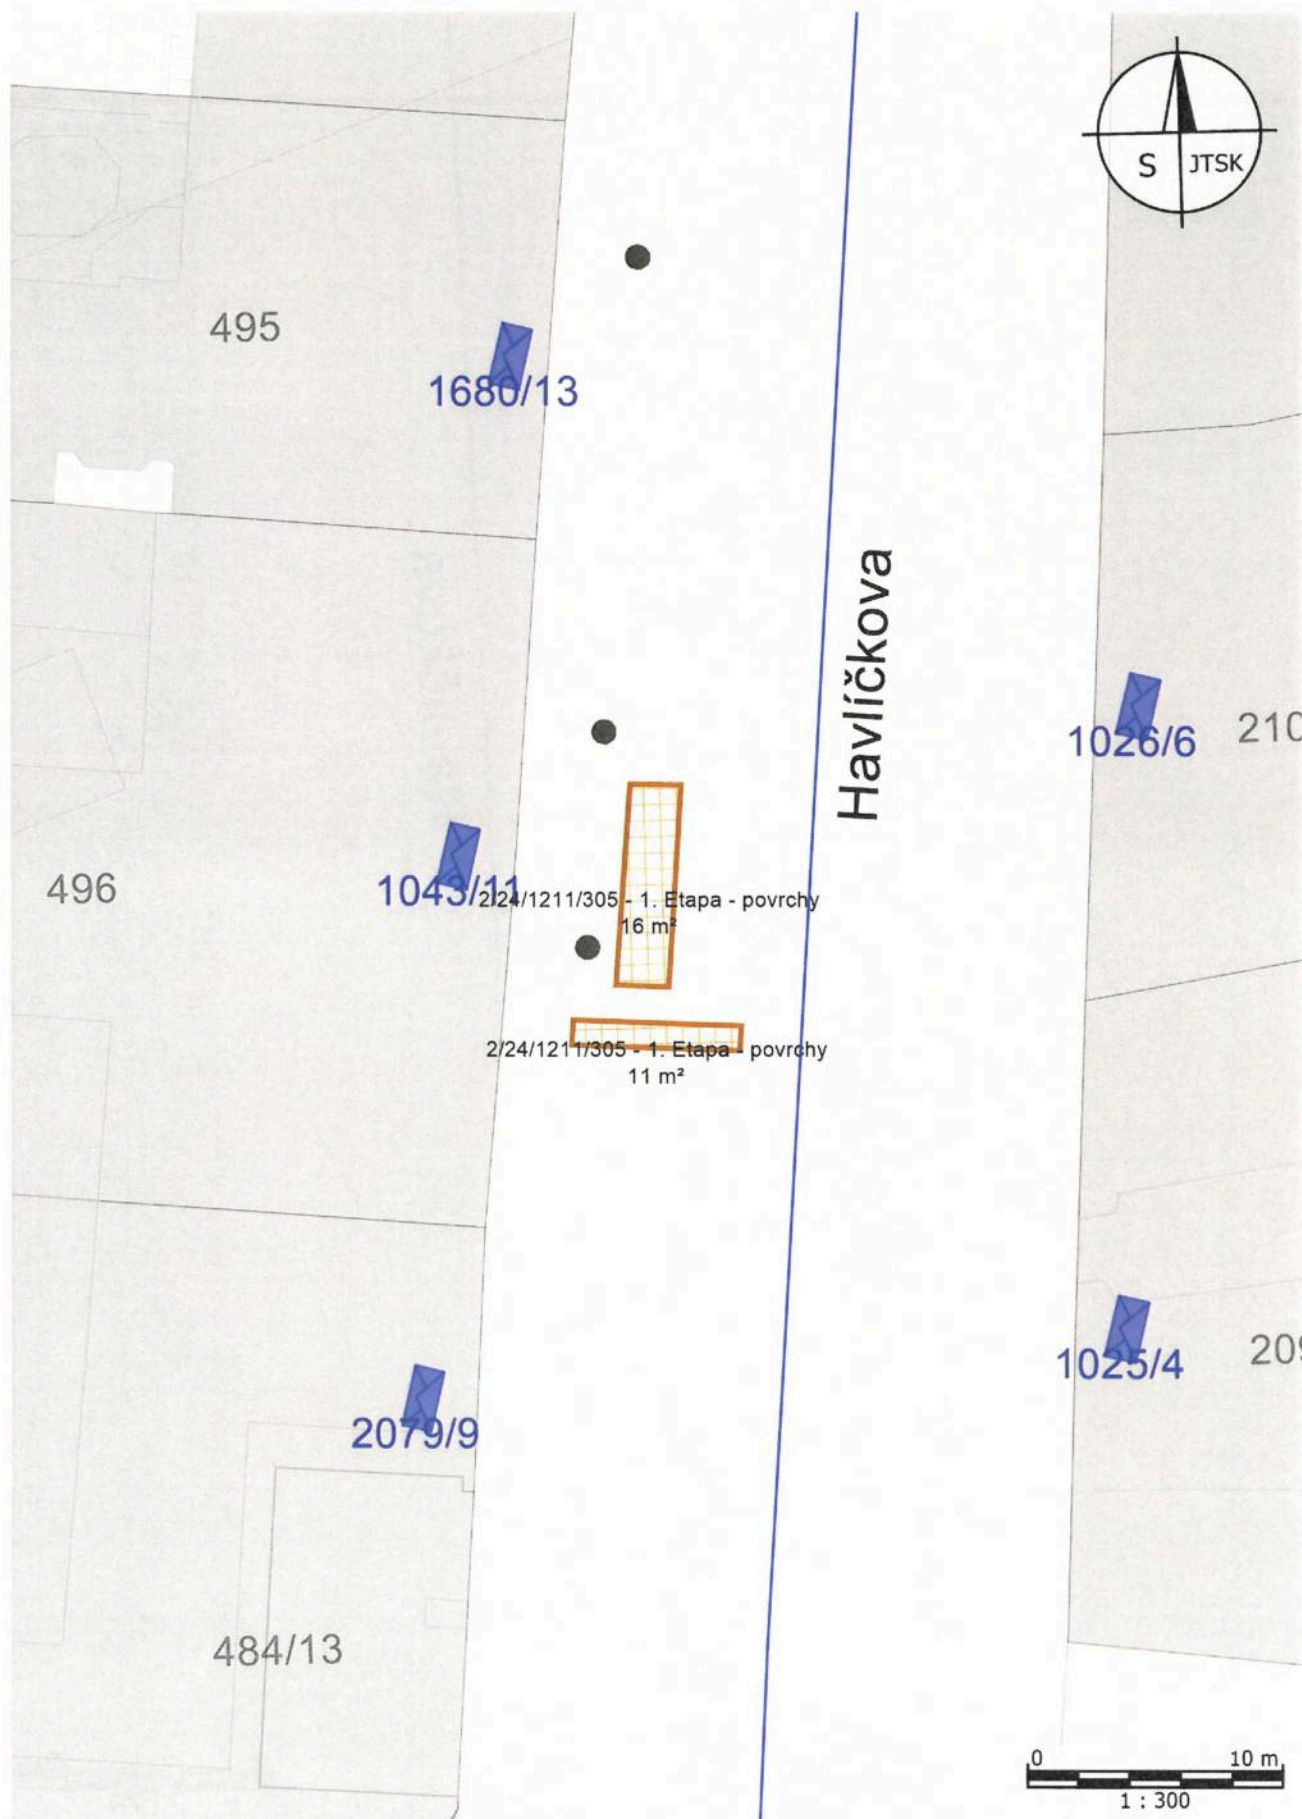 S JTSK
495
1680/13
Havlíčkova
1026/6
210
496
1043/11
2/24/1211/305 - 1. Etapa - povrchy
16 m²
2/24/1211/305 - 1. Etapa - povrchy
11 m²
1025/4
209
2079/9
484/13
0 10 m
1 : 300